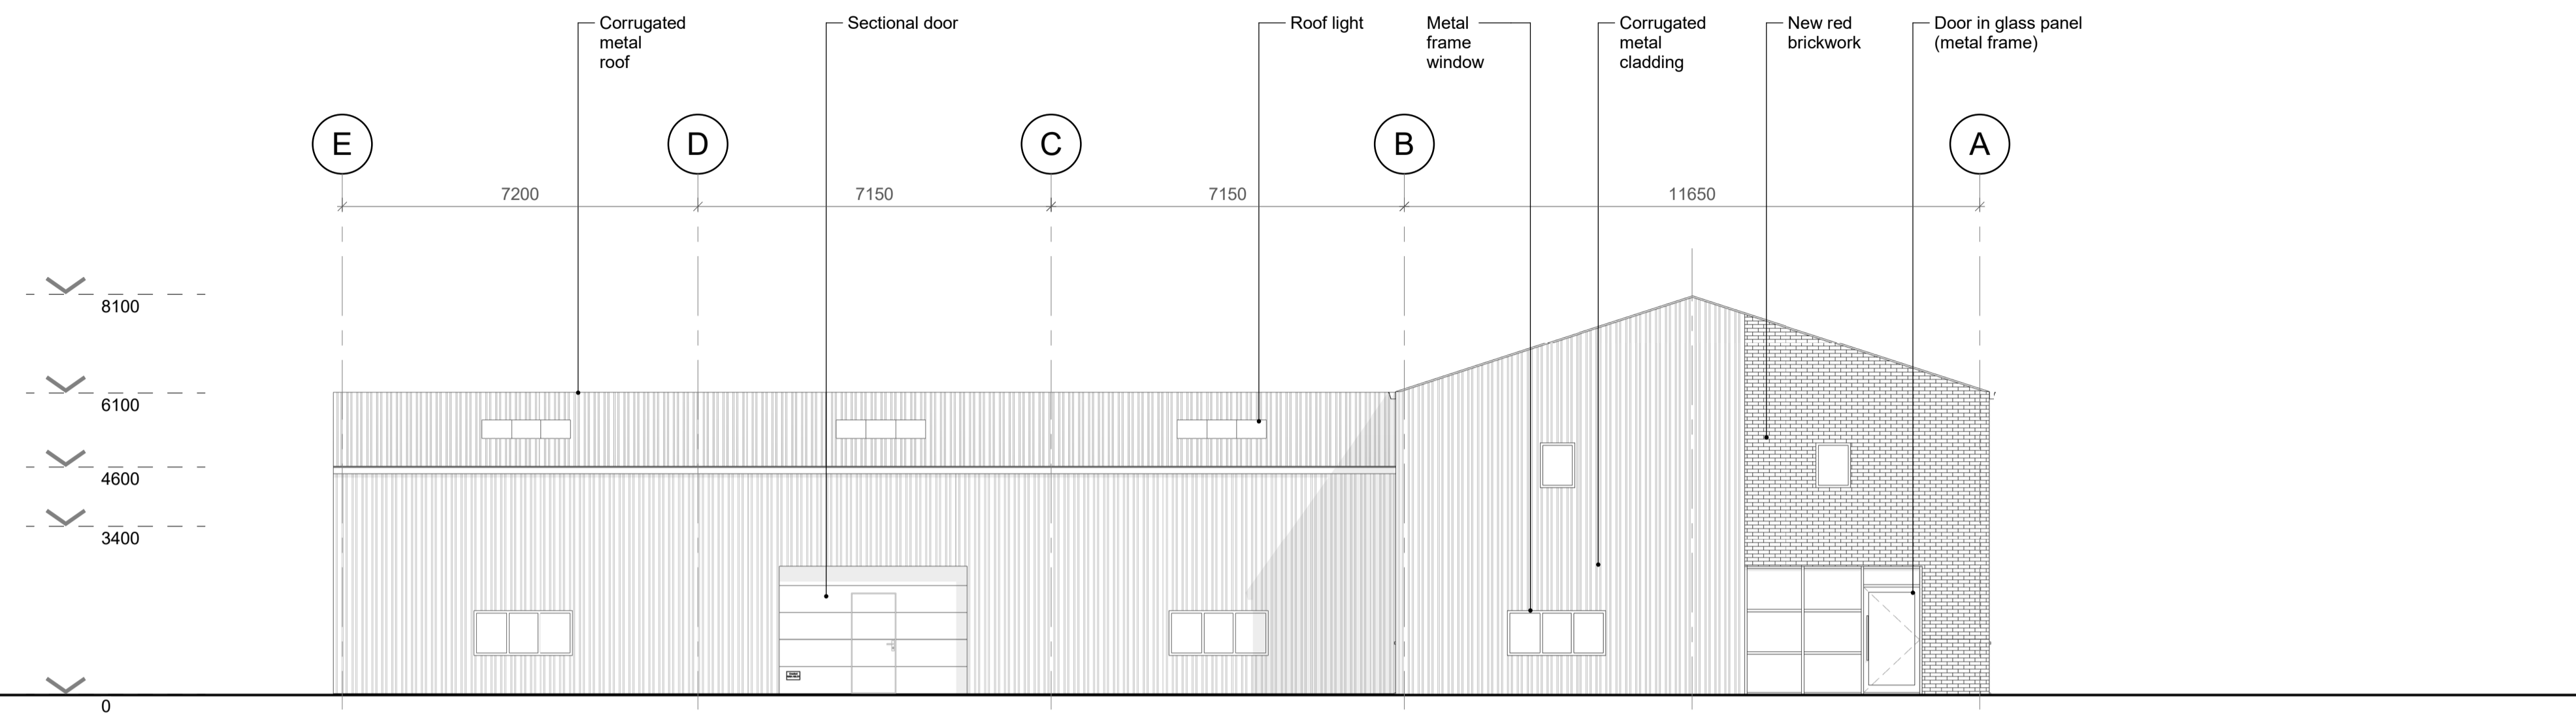 Corrugated
metal
roof
Sectional door
Roof light
Metal
frame
window
Corrugated
metal
cladding
New red
brickwork
Door in glass panel
(metal frame)
E
D
C
B
A
7200
7150
7150
11650
8100
6100
4600
3400
0